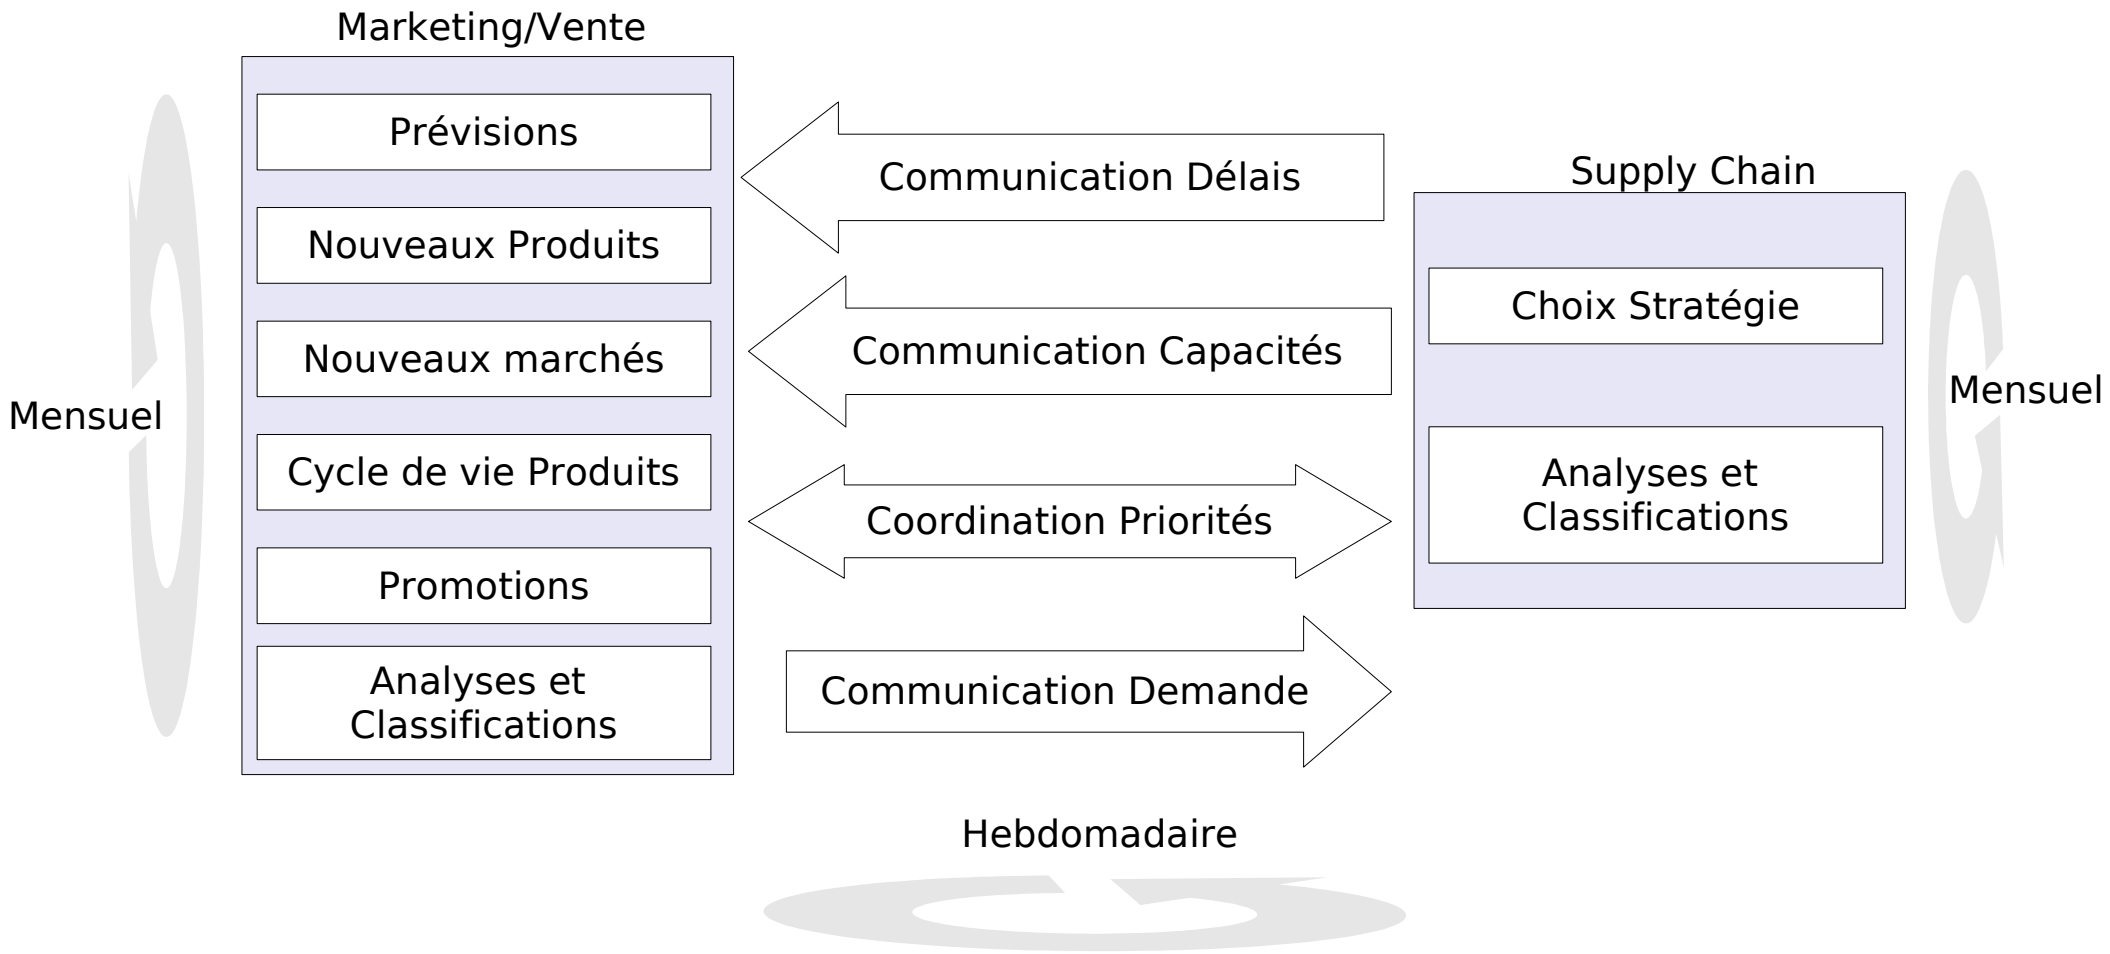 Marketing/Vente
Prévisions
Nouveaux Produits
Nouveaux marchés
Cycle de vie Produits
Promotions
Analyses et
Classifications
Mensuel
Communication Délais
Communication Capacités
Coordination Priorités
Communication Demande
Supply Chain
Choix Stratégie
Analyses et
Classifications
Mensuel
Hebdomadaire